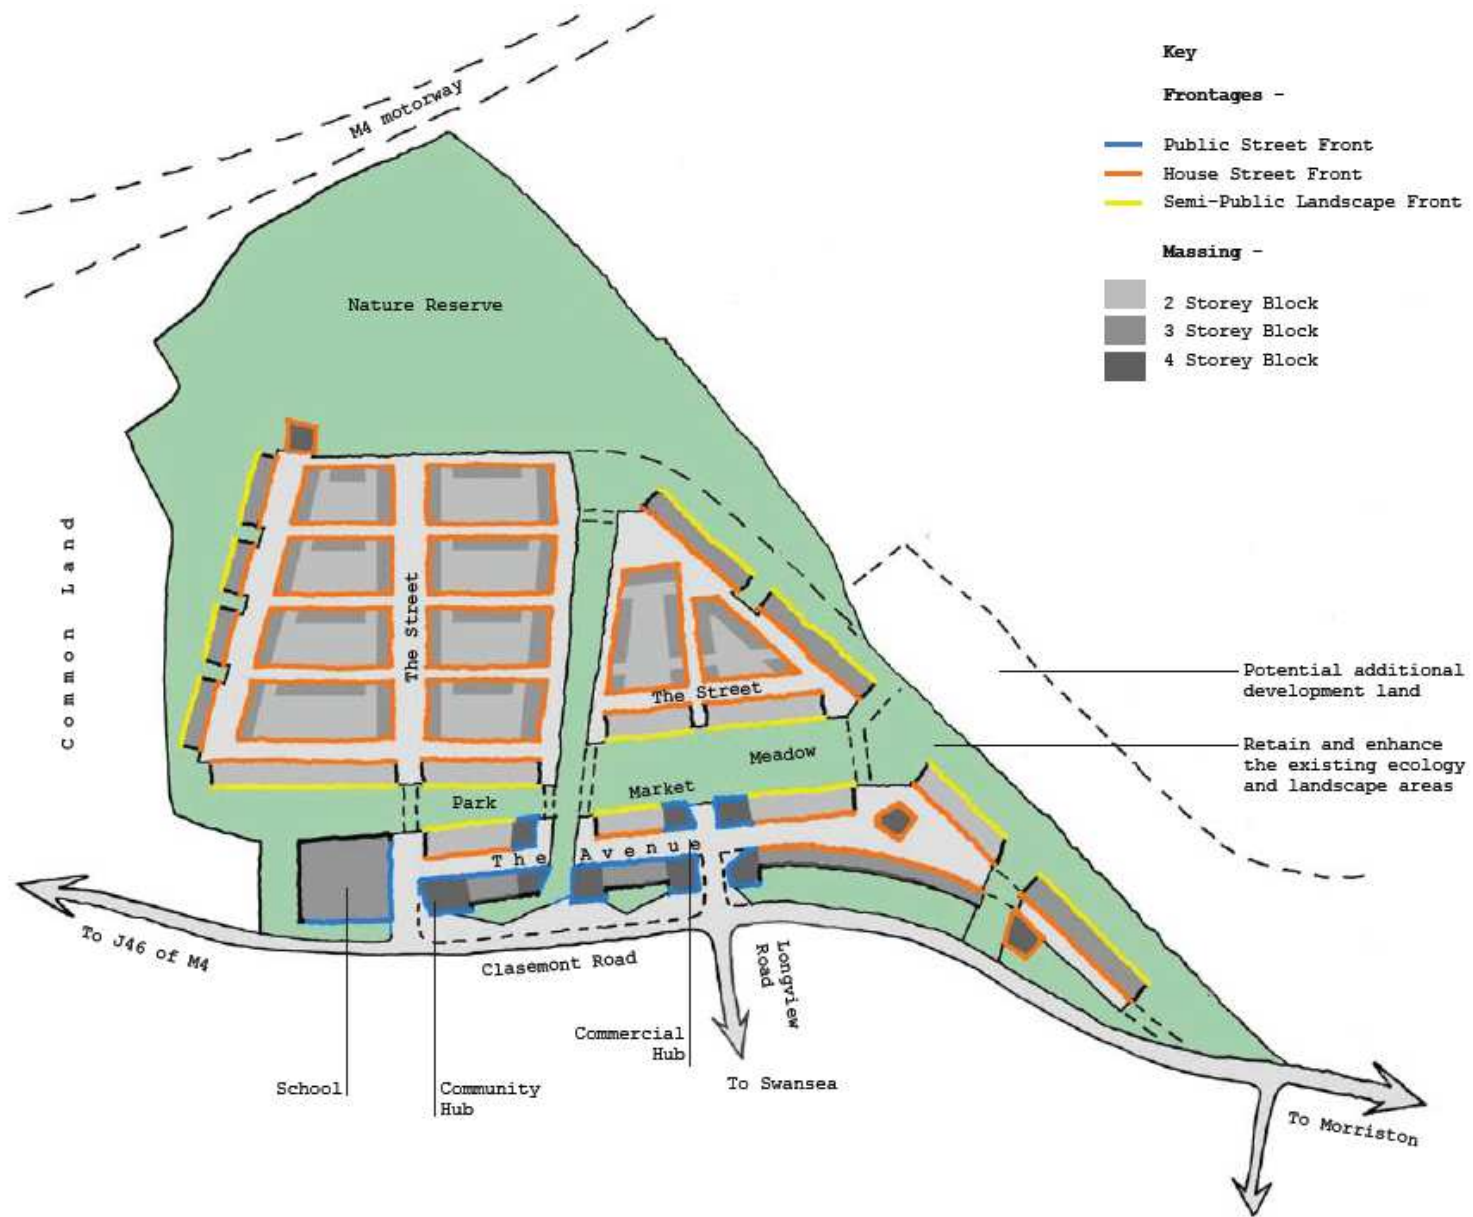 Key
Frontages -
Public Street Front
House Street Front
Semi-Public Landscape Front
Massing -
2 Storey Block
3 Storey Block
4 Storey Block
M4 motorway
Nature Reserve
Common Land
The Street
The Street
Potential additional
development land
Retain and enhance
the existing ecology
and landscape areas
Meadow
Market
Park
The Avenue
To J46 of M4
Clasemont Road
Longview
Road
Commercial
Hub
School
Community
Hub
To Swansea
To Morriston